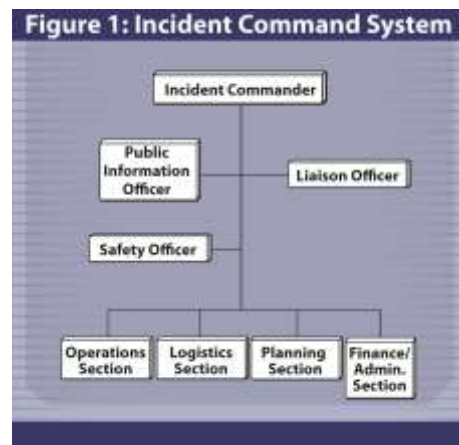 Figure 1: Incident Command System
Incident Commander
Public
Information
Officer
Liaison Officer
Safety Officer
Operations
Section
Logistics
Section
Planning
Section
Finance/
Admin.
Section